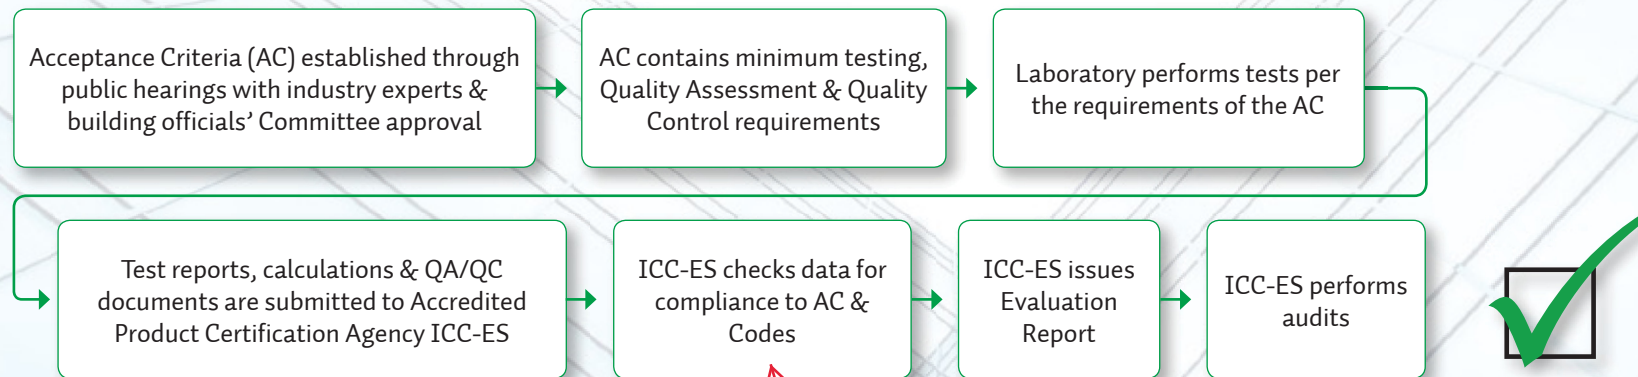 Acceptance Criteria (AC) established through
public hearings with industry experts &
building officials’ Committee approval
AC contains minimum testing,
Quality Assessment & Quality
Control requirements
Laboratory performs tests per
the requirements of the AC
Test reports, calculations & QA/QC
documents are submitted to Accredited
Product Certification Agency ICC-ES
ICC-ES checks data for
compliance to AC &
Codes
ICC-ES issues
Evaluation
Report
ICC-ES performs
audits